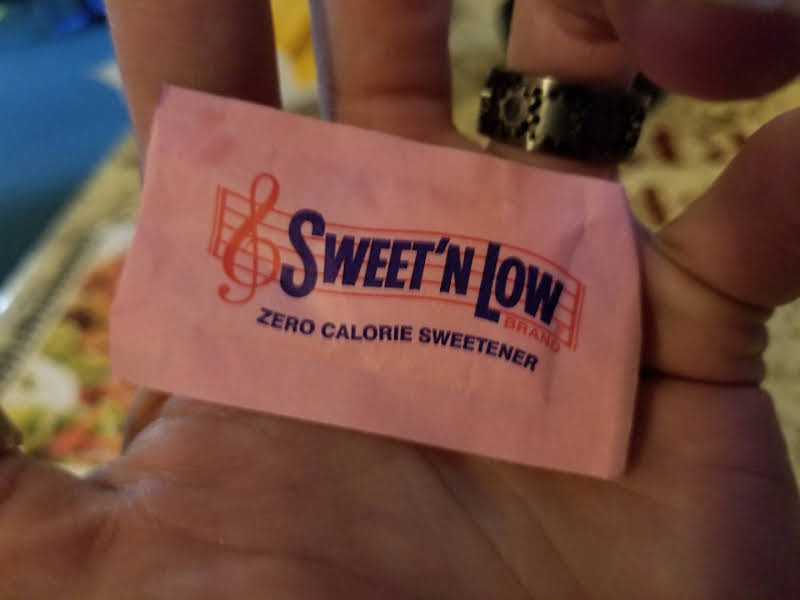 SWEET'N LOW
BRAND
ZERO CALORIE SWEETENER